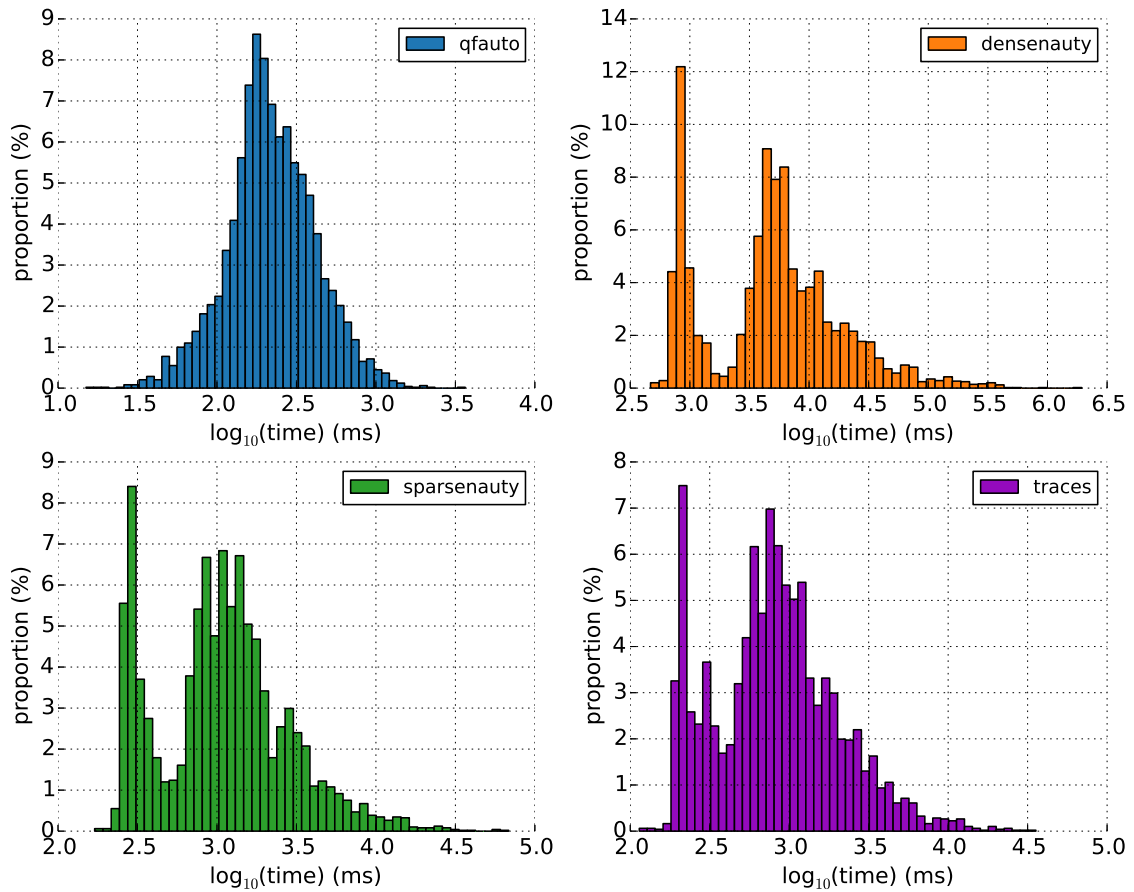 qfauto
proportion (%)
9
8
7
6
5
4
3
2
1
0
1.0 1.5 2.0 2.5 3.0 3.5 4.0
log10(time) (ms)
densenauty
proportion (%)
14
12
10
8
6
4
2
0
2.5 3.0 3.5 4.0 4.5 5.0 5.5 6.0 6.5
log10(time) (ms)
sparsenauty
proportion (%)
9
8
7
6
5
4
3
2
1
0
2.0 2.5 3.0 3.5 4.0 4.5 5.0
log10(time) (ms)
traces
proportion (%)
8
7
6
5
4
3
2
1
0
2.0 2.5 3.0 3.5 4.0 4.5 5.0
log10(time) (ms)